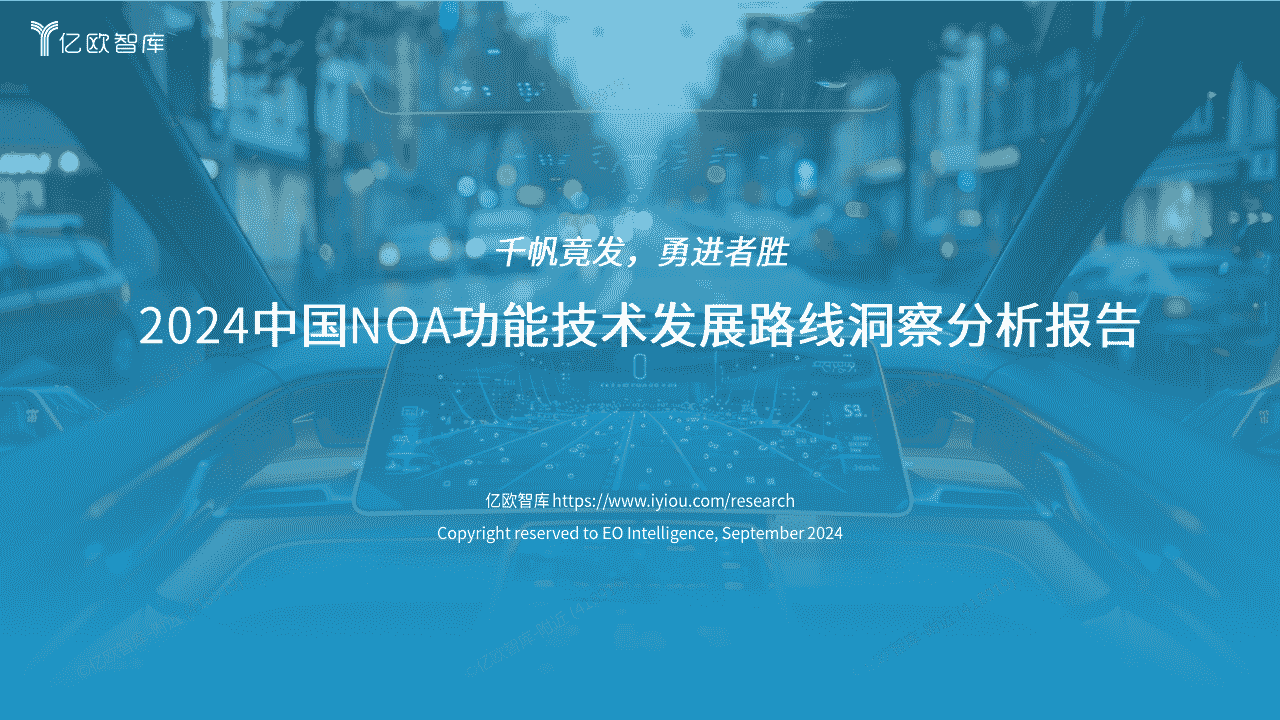 亿欧智库
千帆竞发，勇进者胜
2024中国NOA功能技术发展路线洞察分析报告
53
亿欧智库 https://www.iyiou.com/research
Copyright reserved to EO Intelligence, September 2024